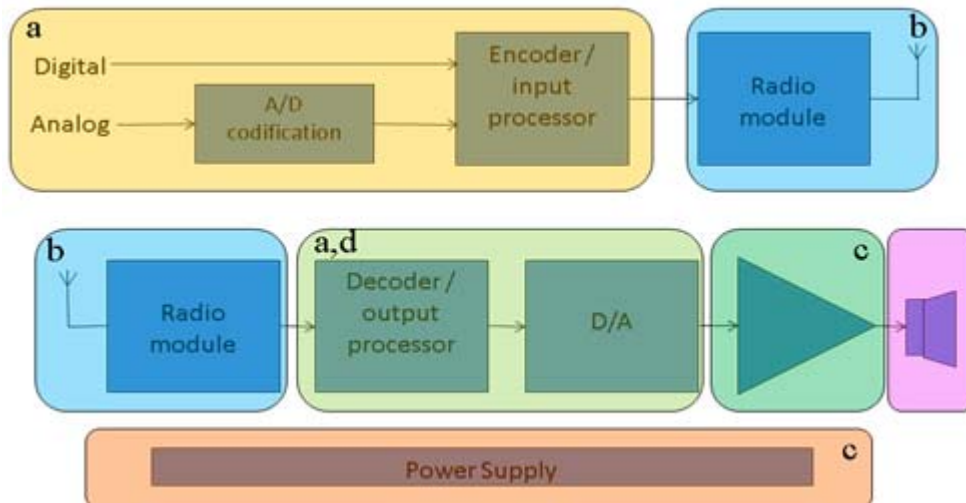 a
b
Digital
Analog
A/D
codification
Encoder /
input
processor
Radio
module
b
a,d
c
Radio
module
Decoder /
output
processor
D/A
Power Supply
c